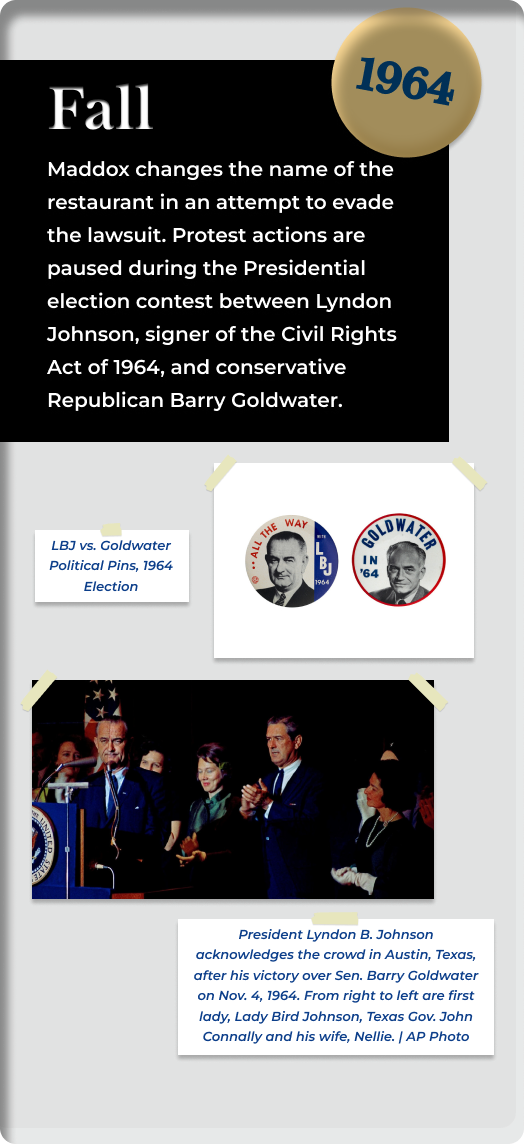 1964
Fall
Maddox changes the name of the
restaurant in an attempt to evade
the lawsuit. Protest actions are
paused during the Presidential
election contest between Lyndon
Johnson, signer of the Civil Rights
Act of 1964, and conservative
Republican Barry Goldwater.
LBJ vs. Goldwater
Political Pins, 1964
Election
ALL THE WAY
WITH
LBJ
1964
GOLDWATER
IN
'64
UNITED STATES
President Lyndon B. Johnson
acknowledges the crowd in Austin, Texas,
after his victory over Sen. Barry Goldwater
on Nov. 4, 1964. From right to left are first
lady, Lady Bird Johnson, Texas Gov. John
Connally and his wife, Nellie. | AP Photo